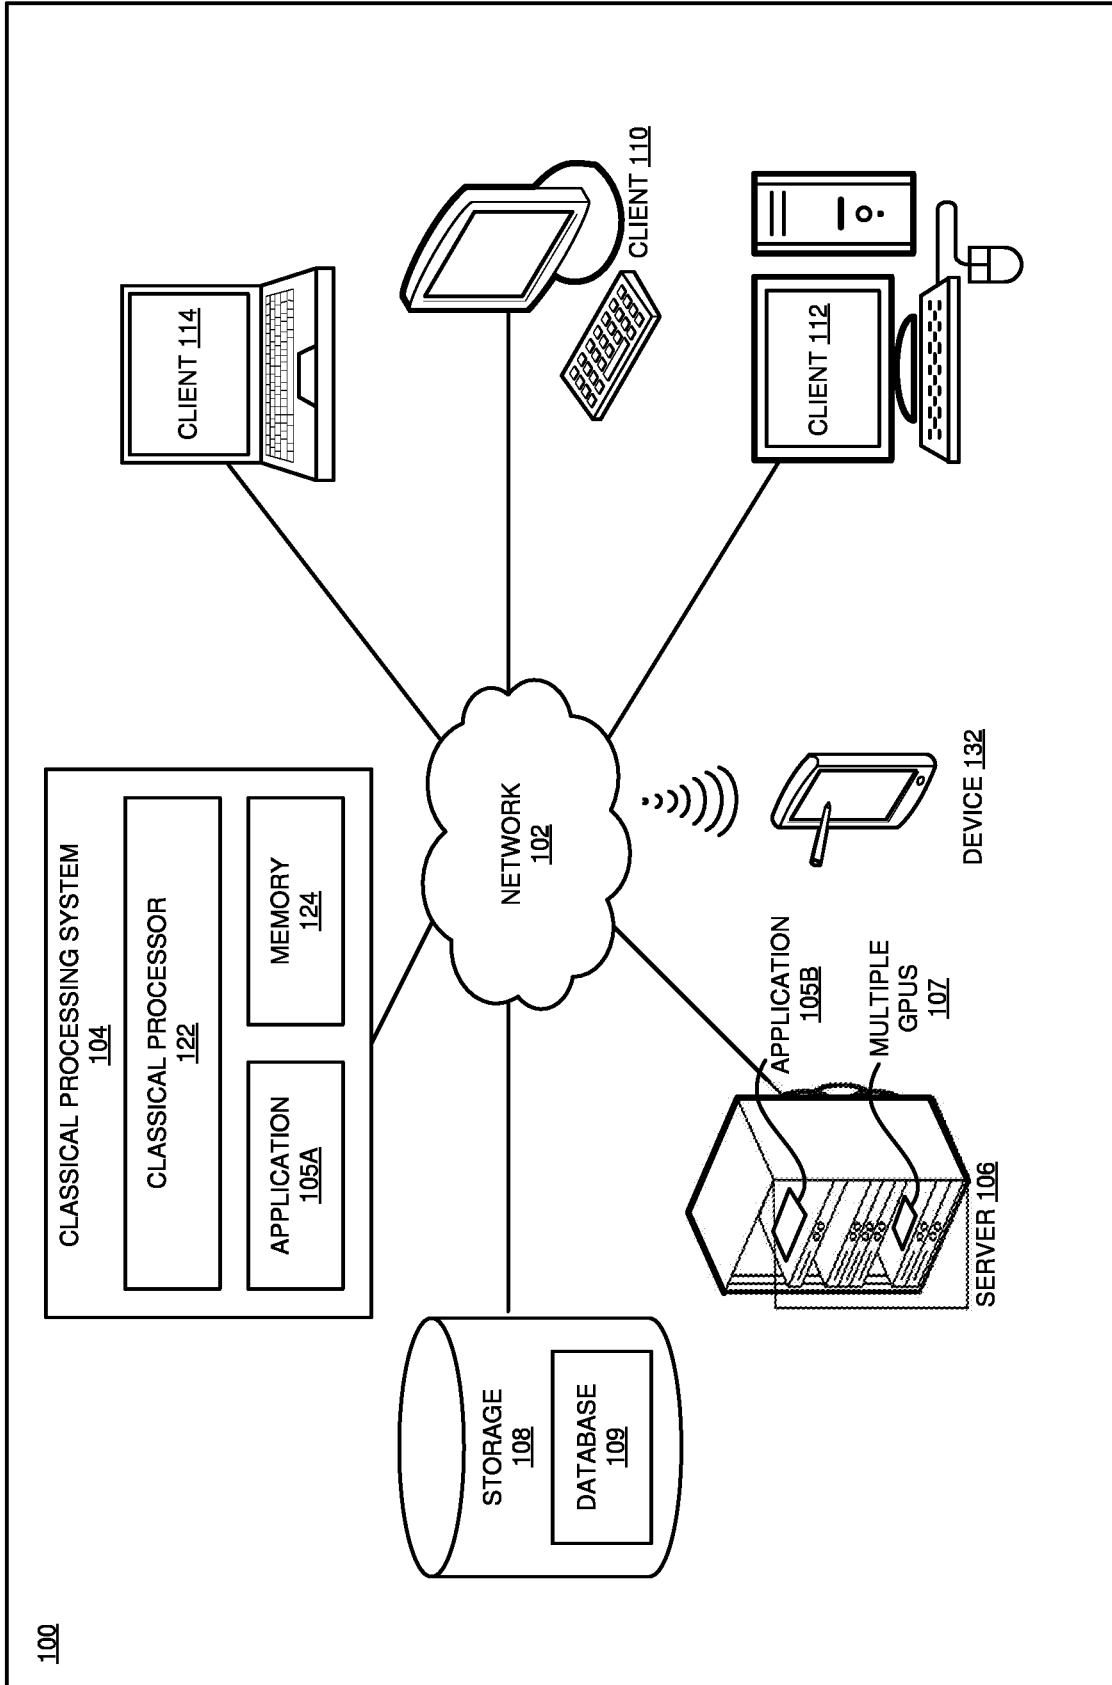 100
CLASSICAL PROCESSING SYSTEM
104
CLASSICAL PROCESSOR
122
APPLICATION
105A
MEMORY
124
CLIENT 114
STORAGE
108
DATABASE
109
NETWORK
102
CLIENT 110
SERVER 106
APPLICATION
105B
MULTIPLE
GPUS
107
DEVICE 132
CLIENT 112